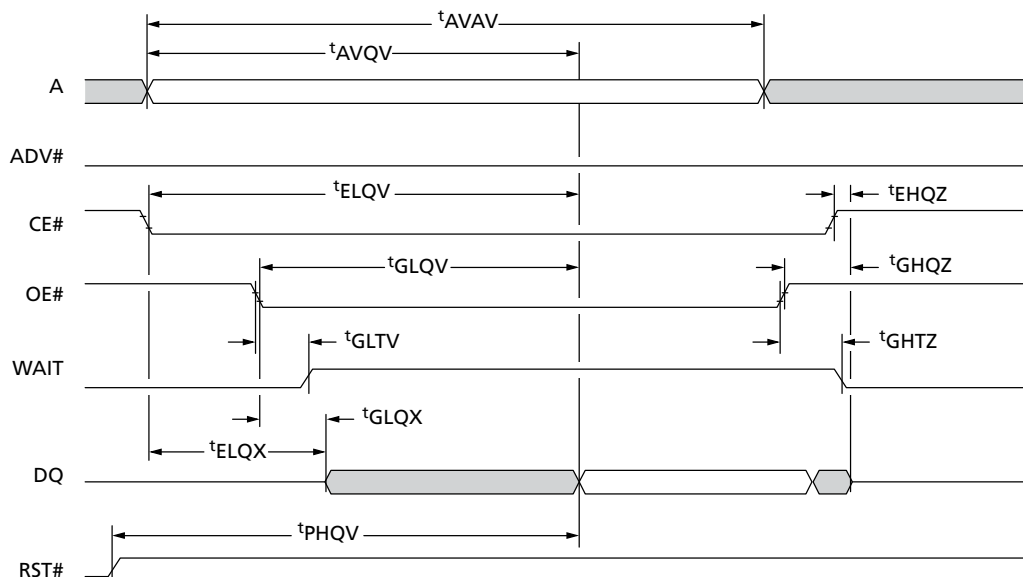 tAVAV
tAVQV
A
ADV#
tELQV
tEHQZ
CE#
tGLQV
tGHQZ
OE#
tGLTV
tGHTZ
WAIT
tGLQX
tELQX
DQ
tPHQV
RST#